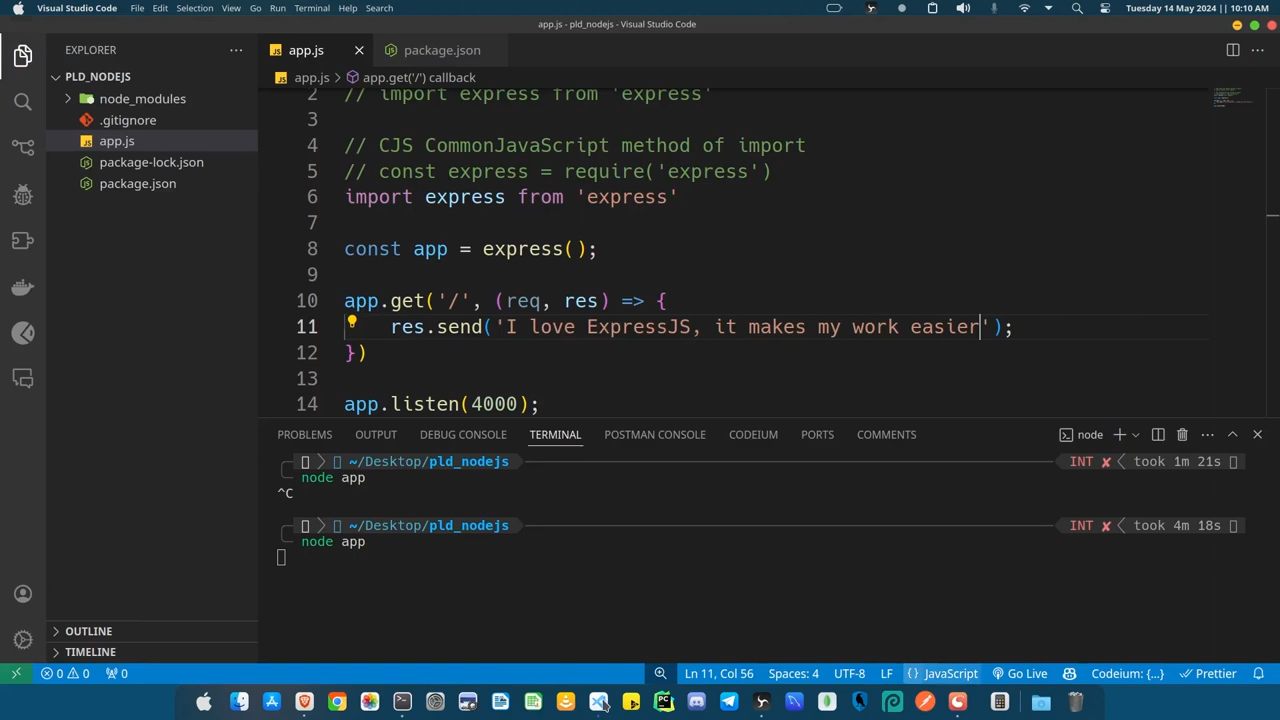 Visual Studio Code File Edit Selection View Go Run Terminal Help Search Tuesday 14 May 2024 | 10:10 AM
app.js - pld_nodejs - Visual Studio Code
EXPLORER
PLD_NODEJS
node_modules
.gitignore
app.js
package-lock.json
package.json
OUTLINE
TIMELINE
app.js package.json
app.js > app.get('/') callback
2 // import express from 'express'
3
4 // CJS CommonJavaScript method of import
5 // const express = require('express')
6 import express from 'express'
7
8 const app = express();
9
10 app.get('/', (req, res) => {
11 res.send('I love ExpressJS, it makes my work easier');
12 })
13
14 app.listen(4000);
PROBLEMS OUTPUT DEBUG CONSOLE TERMINAL POSTMAN CONSOLE CODEIUM PORTS COMMENTS node
~/Desktop/pld_nodejs INT ✘ took 1m 21s
node app
^C
~/Desktop/pld_nodejs INT ✘ took 4m 18s
node app
0 0 0 Ln 11, Col 56 Spaces: 4 UTF-8 LF {} JavaScript Go Live Codeium: {...} Prettier